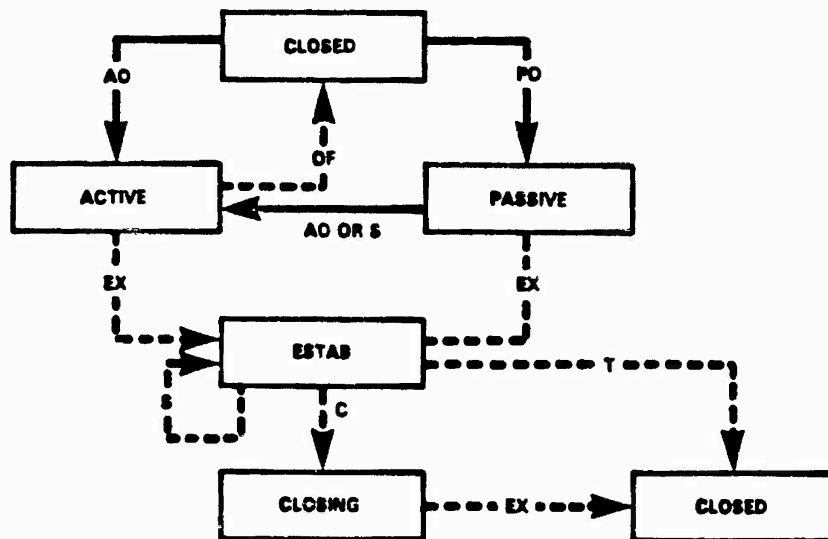 CLOSED
AO
PO
OF
ACTIVE
PASSIVE
AO OR S
EX
EX
ESTAB
T
S
C
CLOSING
EX
CLOSED